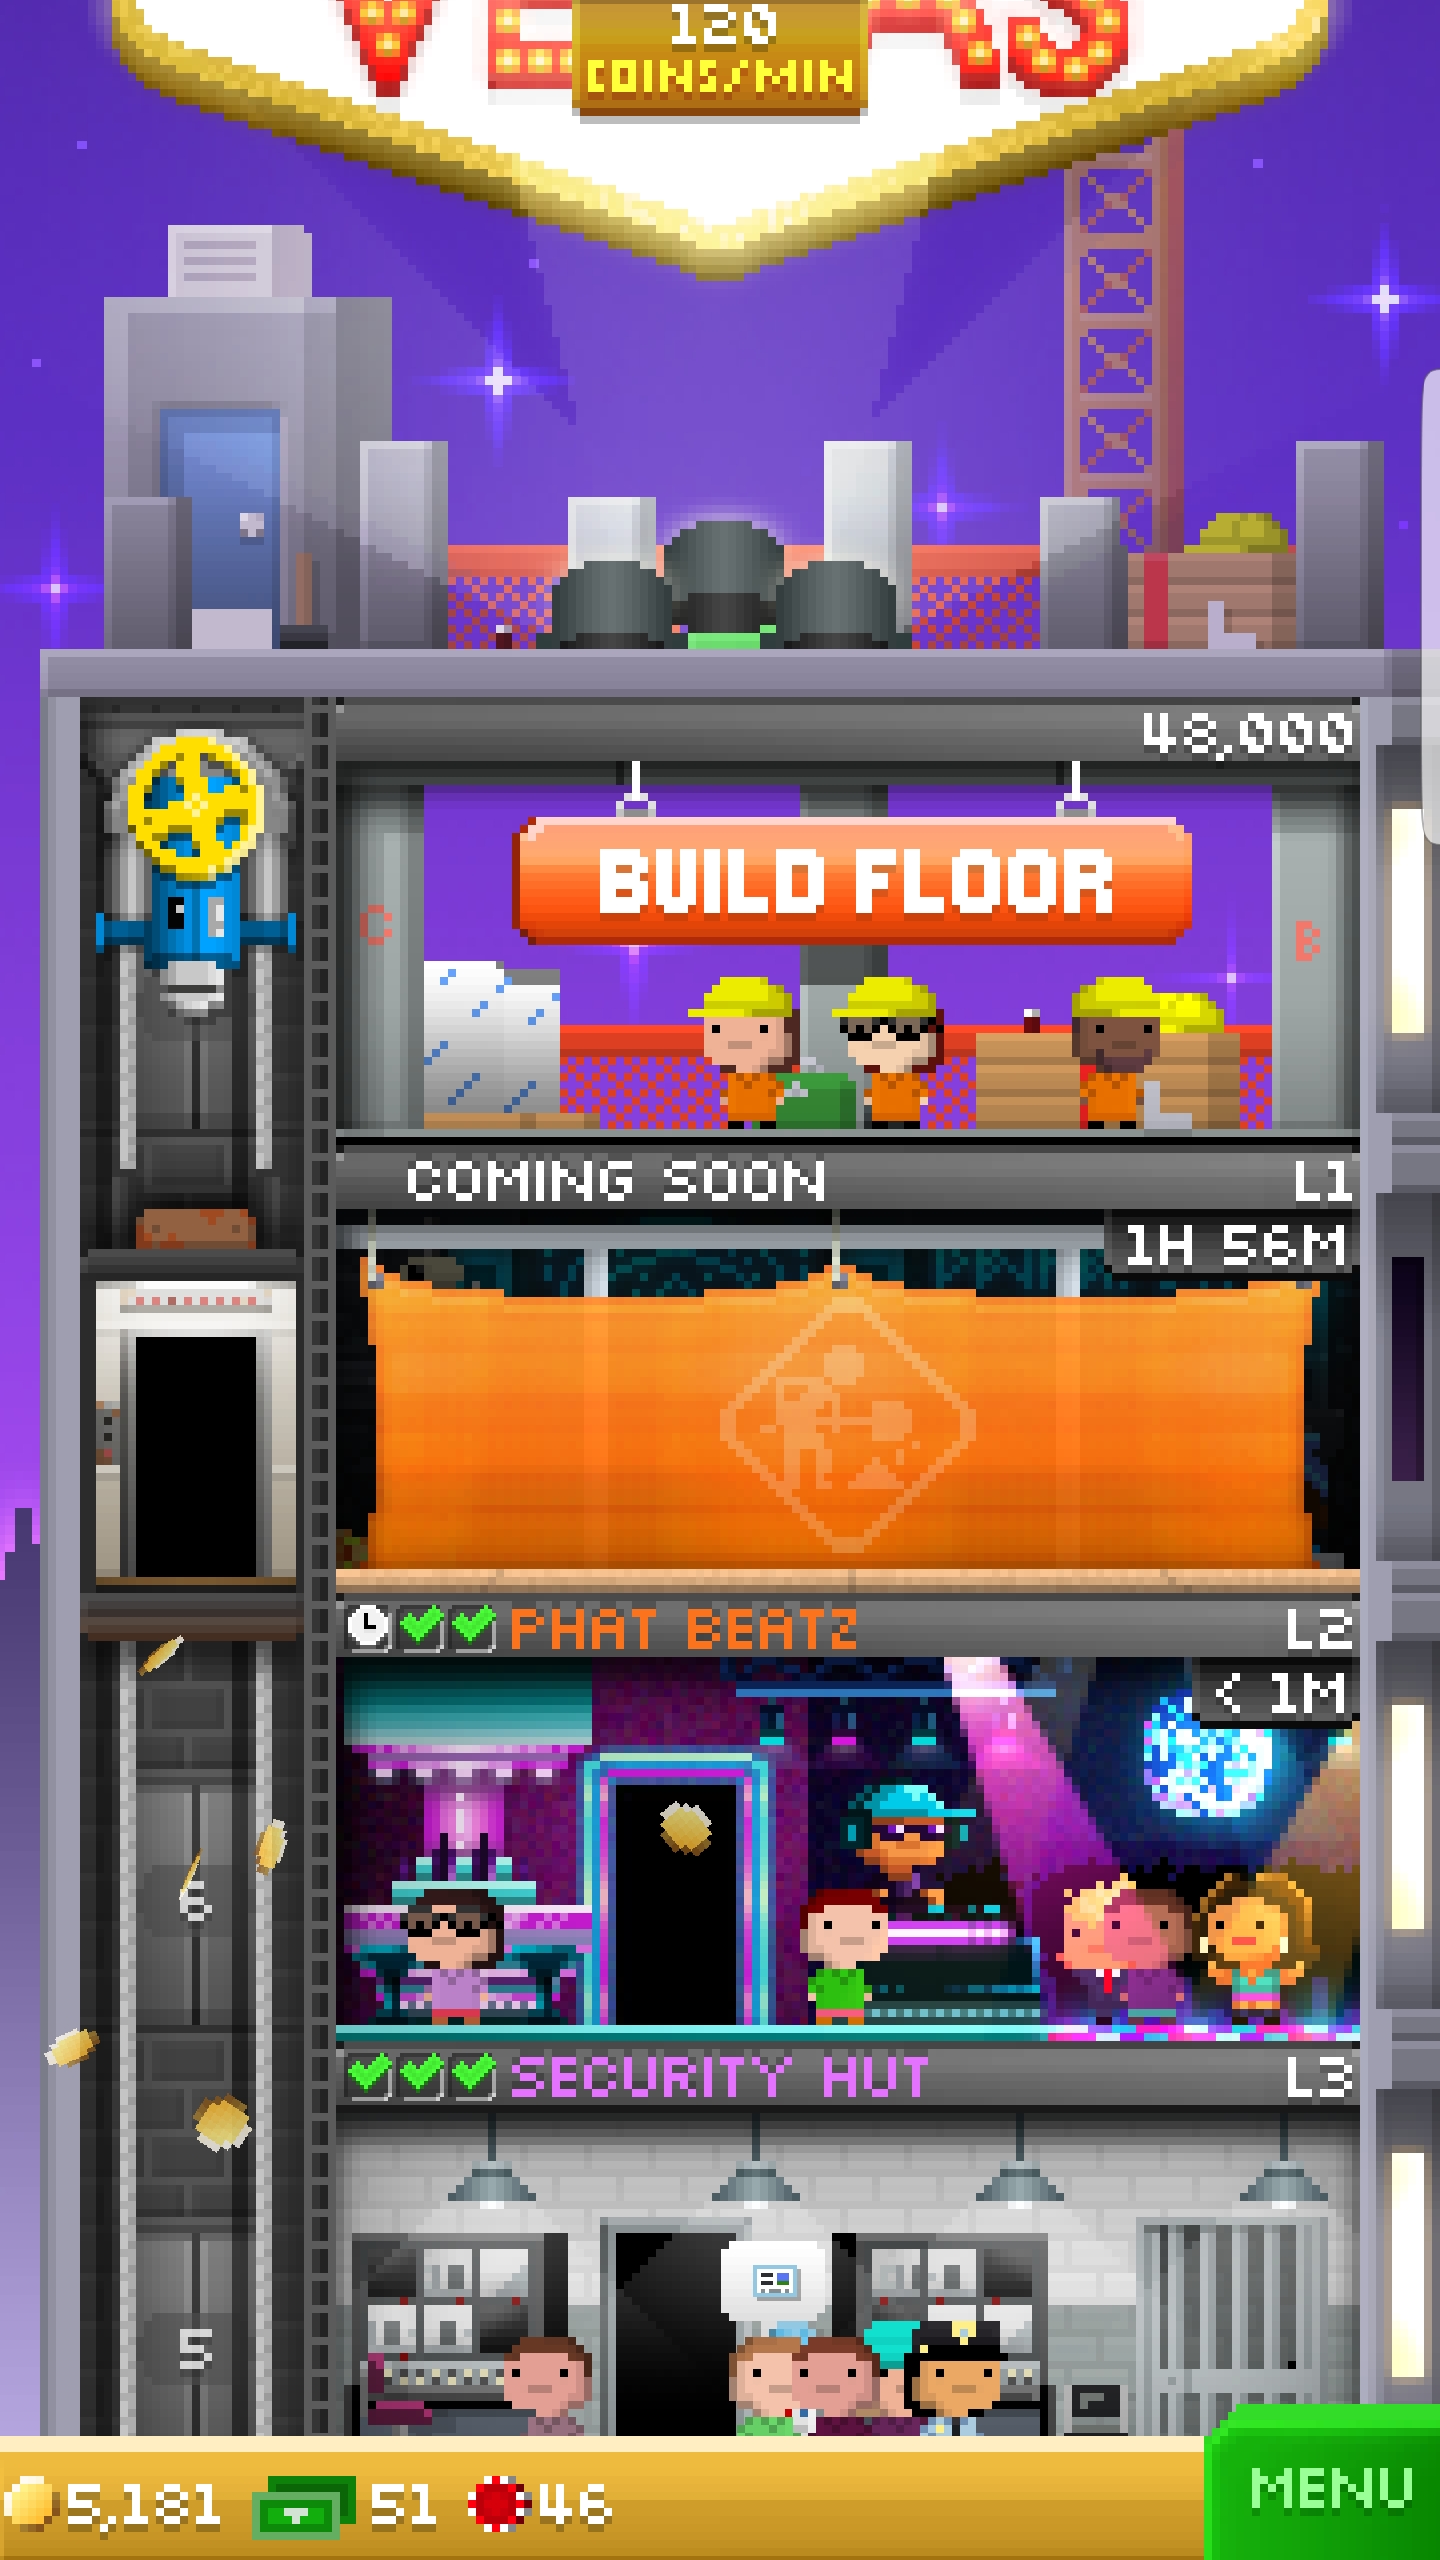 120
COINS/MIN
48,000
BUILD FLOOR
C
B
COMING SOON L1
1H 56M
PHAT BEATZ L2
< 1M
6
SECURITY HUT L3
5
5,181 51 46
MENU